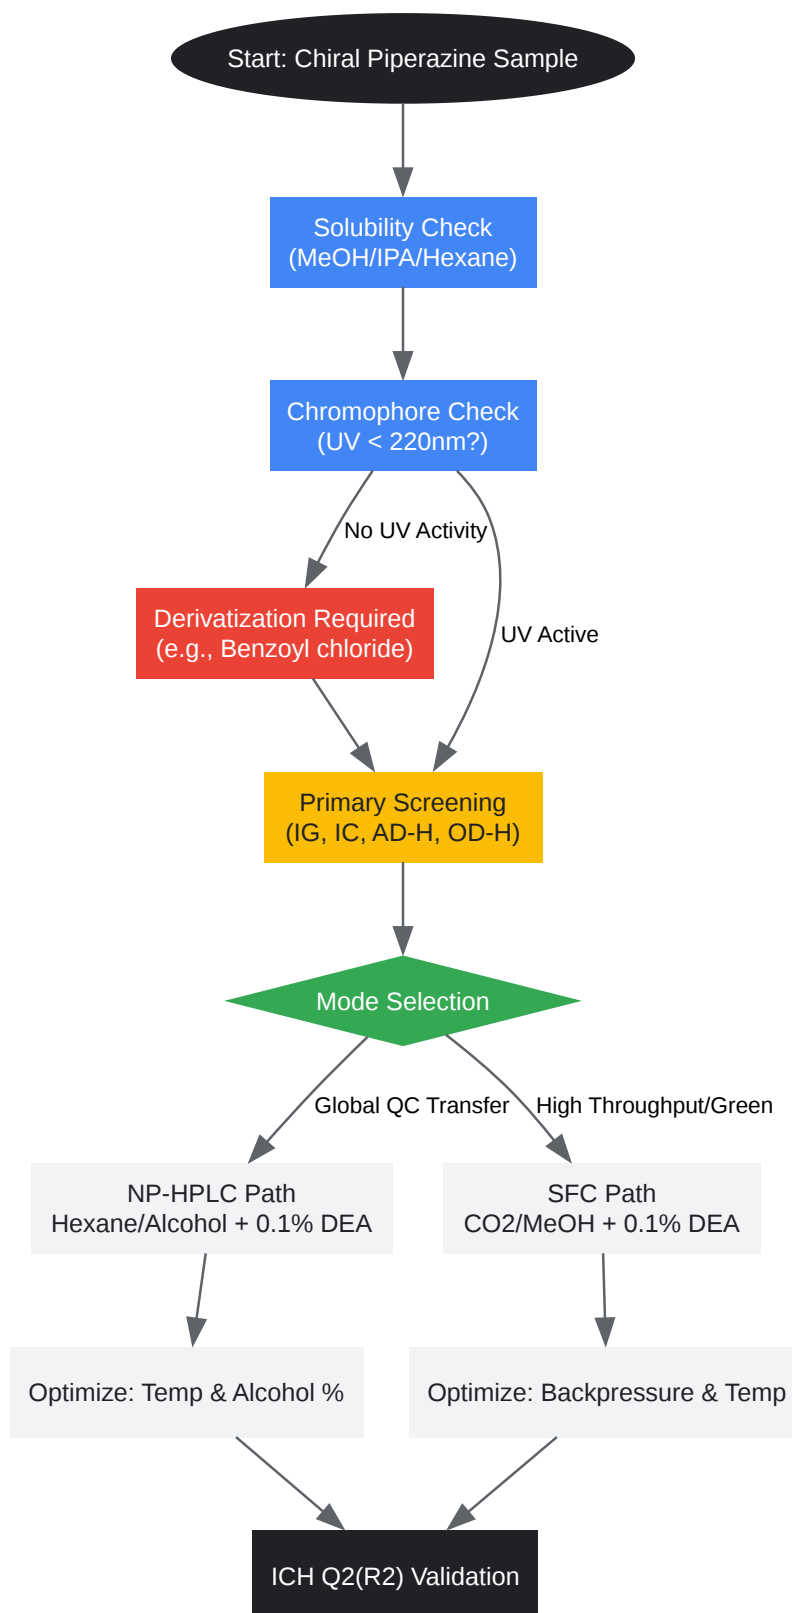 Start: Chiral Piperazine Sample
Solubility Check
(MeOH/IPA/Hexane)
Chromophore Check
(UV < 220nm?)
No UV Activity
Derivatization Required
(e.g., Benzoyl chloride)
UV Active
Primary Screening
(IG, IC, AD-H, OD-H)
Mode Selection
Global QC Transfer
High Throughput/Green
NP-HPLC Path
Hexane/Alcohol + 0.1% DEA
SFC Path
CO2/MeOH + 0.1% DEA
Optimize: Temp & Alcohol %
Optimize: Backpressure & Temp
ICH Q2(R2) Validation